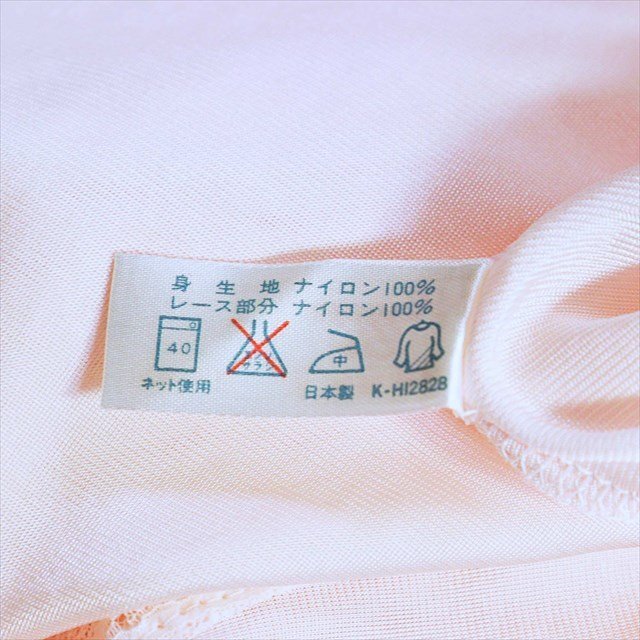 身生地 ナイロン100%
レース部分 ナイロン100%
40 中
ネット使用 日本製 K-HI2828